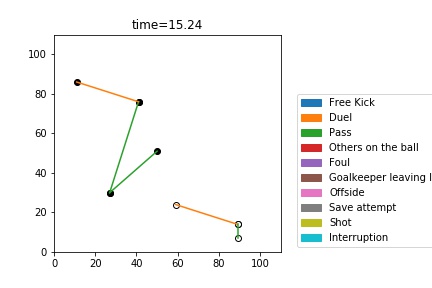 time=15.24
100
80
60
40
20
0
0 20 40 60 80 100
Free Kick
Duel
Pass
Others on the ball
Foul
Goalkeeper leaving l
Offside
Save attempt
Shot
Interruption